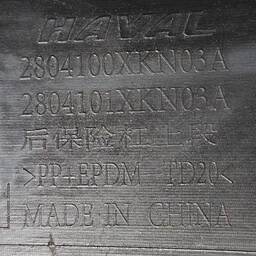 HAVAL
2804100XKN03A
2804101XKN03A
后保险杠上段
>PP+EPDM TD20<
MADE IN CHINA